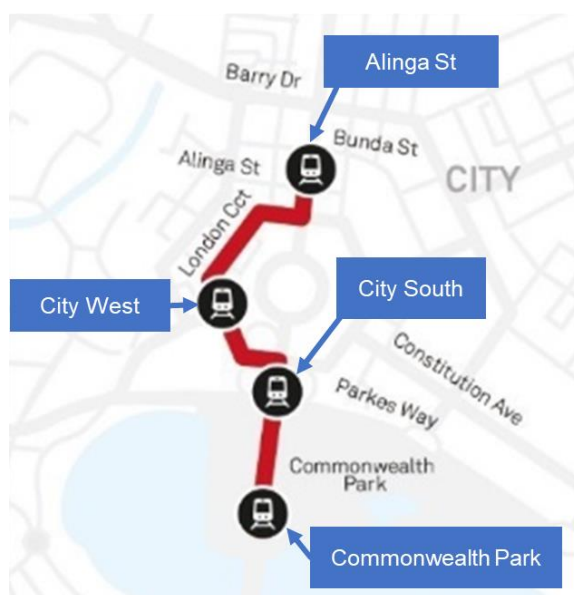 Alinga St
Barry Dr
Bunda St
Alinga St
CITY
London Cct
City West
City South
Constitution Ave
Parkes Way
Commonwealth
Park
Commonwealth Park